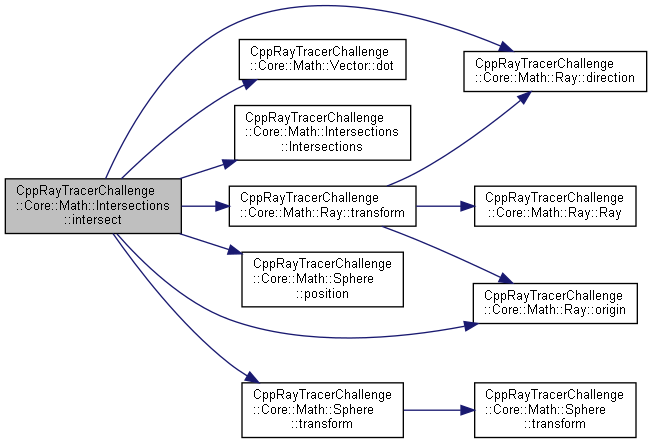 CppRayTracerChallenge
::Core::Math::Intersections
::intersect
CppRayTracerChallenge
::Core::Math::Vector::dot
CppRayTracerChallenge
::Core::Math::Intersections
::Intersections
CppRayTracerChallenge
::Core::Math::Ray::transform
CppRayTracerChallenge
::Core::Math::Sphere
::position
CppRayTracerChallenge
::Core::Math::Sphere
::transform
CppRayTracerChallenge
::Core::Math::Ray::direction
CppRayTracerChallenge
::Core::Math::Ray::Ray
CppRayTracerChallenge
::Core::Math::Ray::origin
CppRayTracerChallenge
::Core::Math::Sphere
::transform